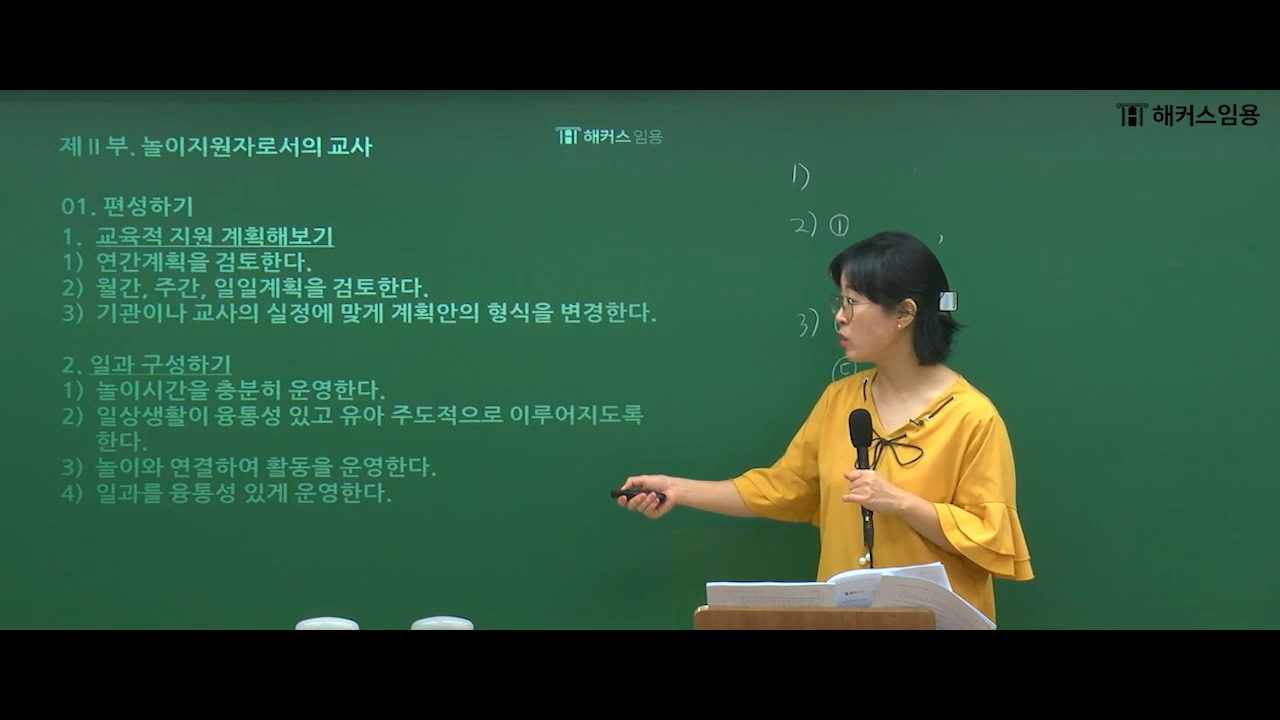 해커스임용
제 II 부. 놀이지원자로서의 교사
해커스 임용
01. 편성하기
1. 교육적 지원 계획해보기
1) 연간계획을 검토한다.
2) 월간, 주간, 일일계획을 검토한다.
3) 기관이나 교사의 실정에 맞게 계획안의 형식을 변경한다.
2. 일과 구성하기
1) 놀이시간을 충분히 운영한다.
2) 일상생활이 융통성 있고 유아 주도적으로 이루어지도록
한다.
3) 놀이와 연결하여 활동을 운영한다.
4) 일과를 융통성 있게 운영한다.
1)
2) ①
3)